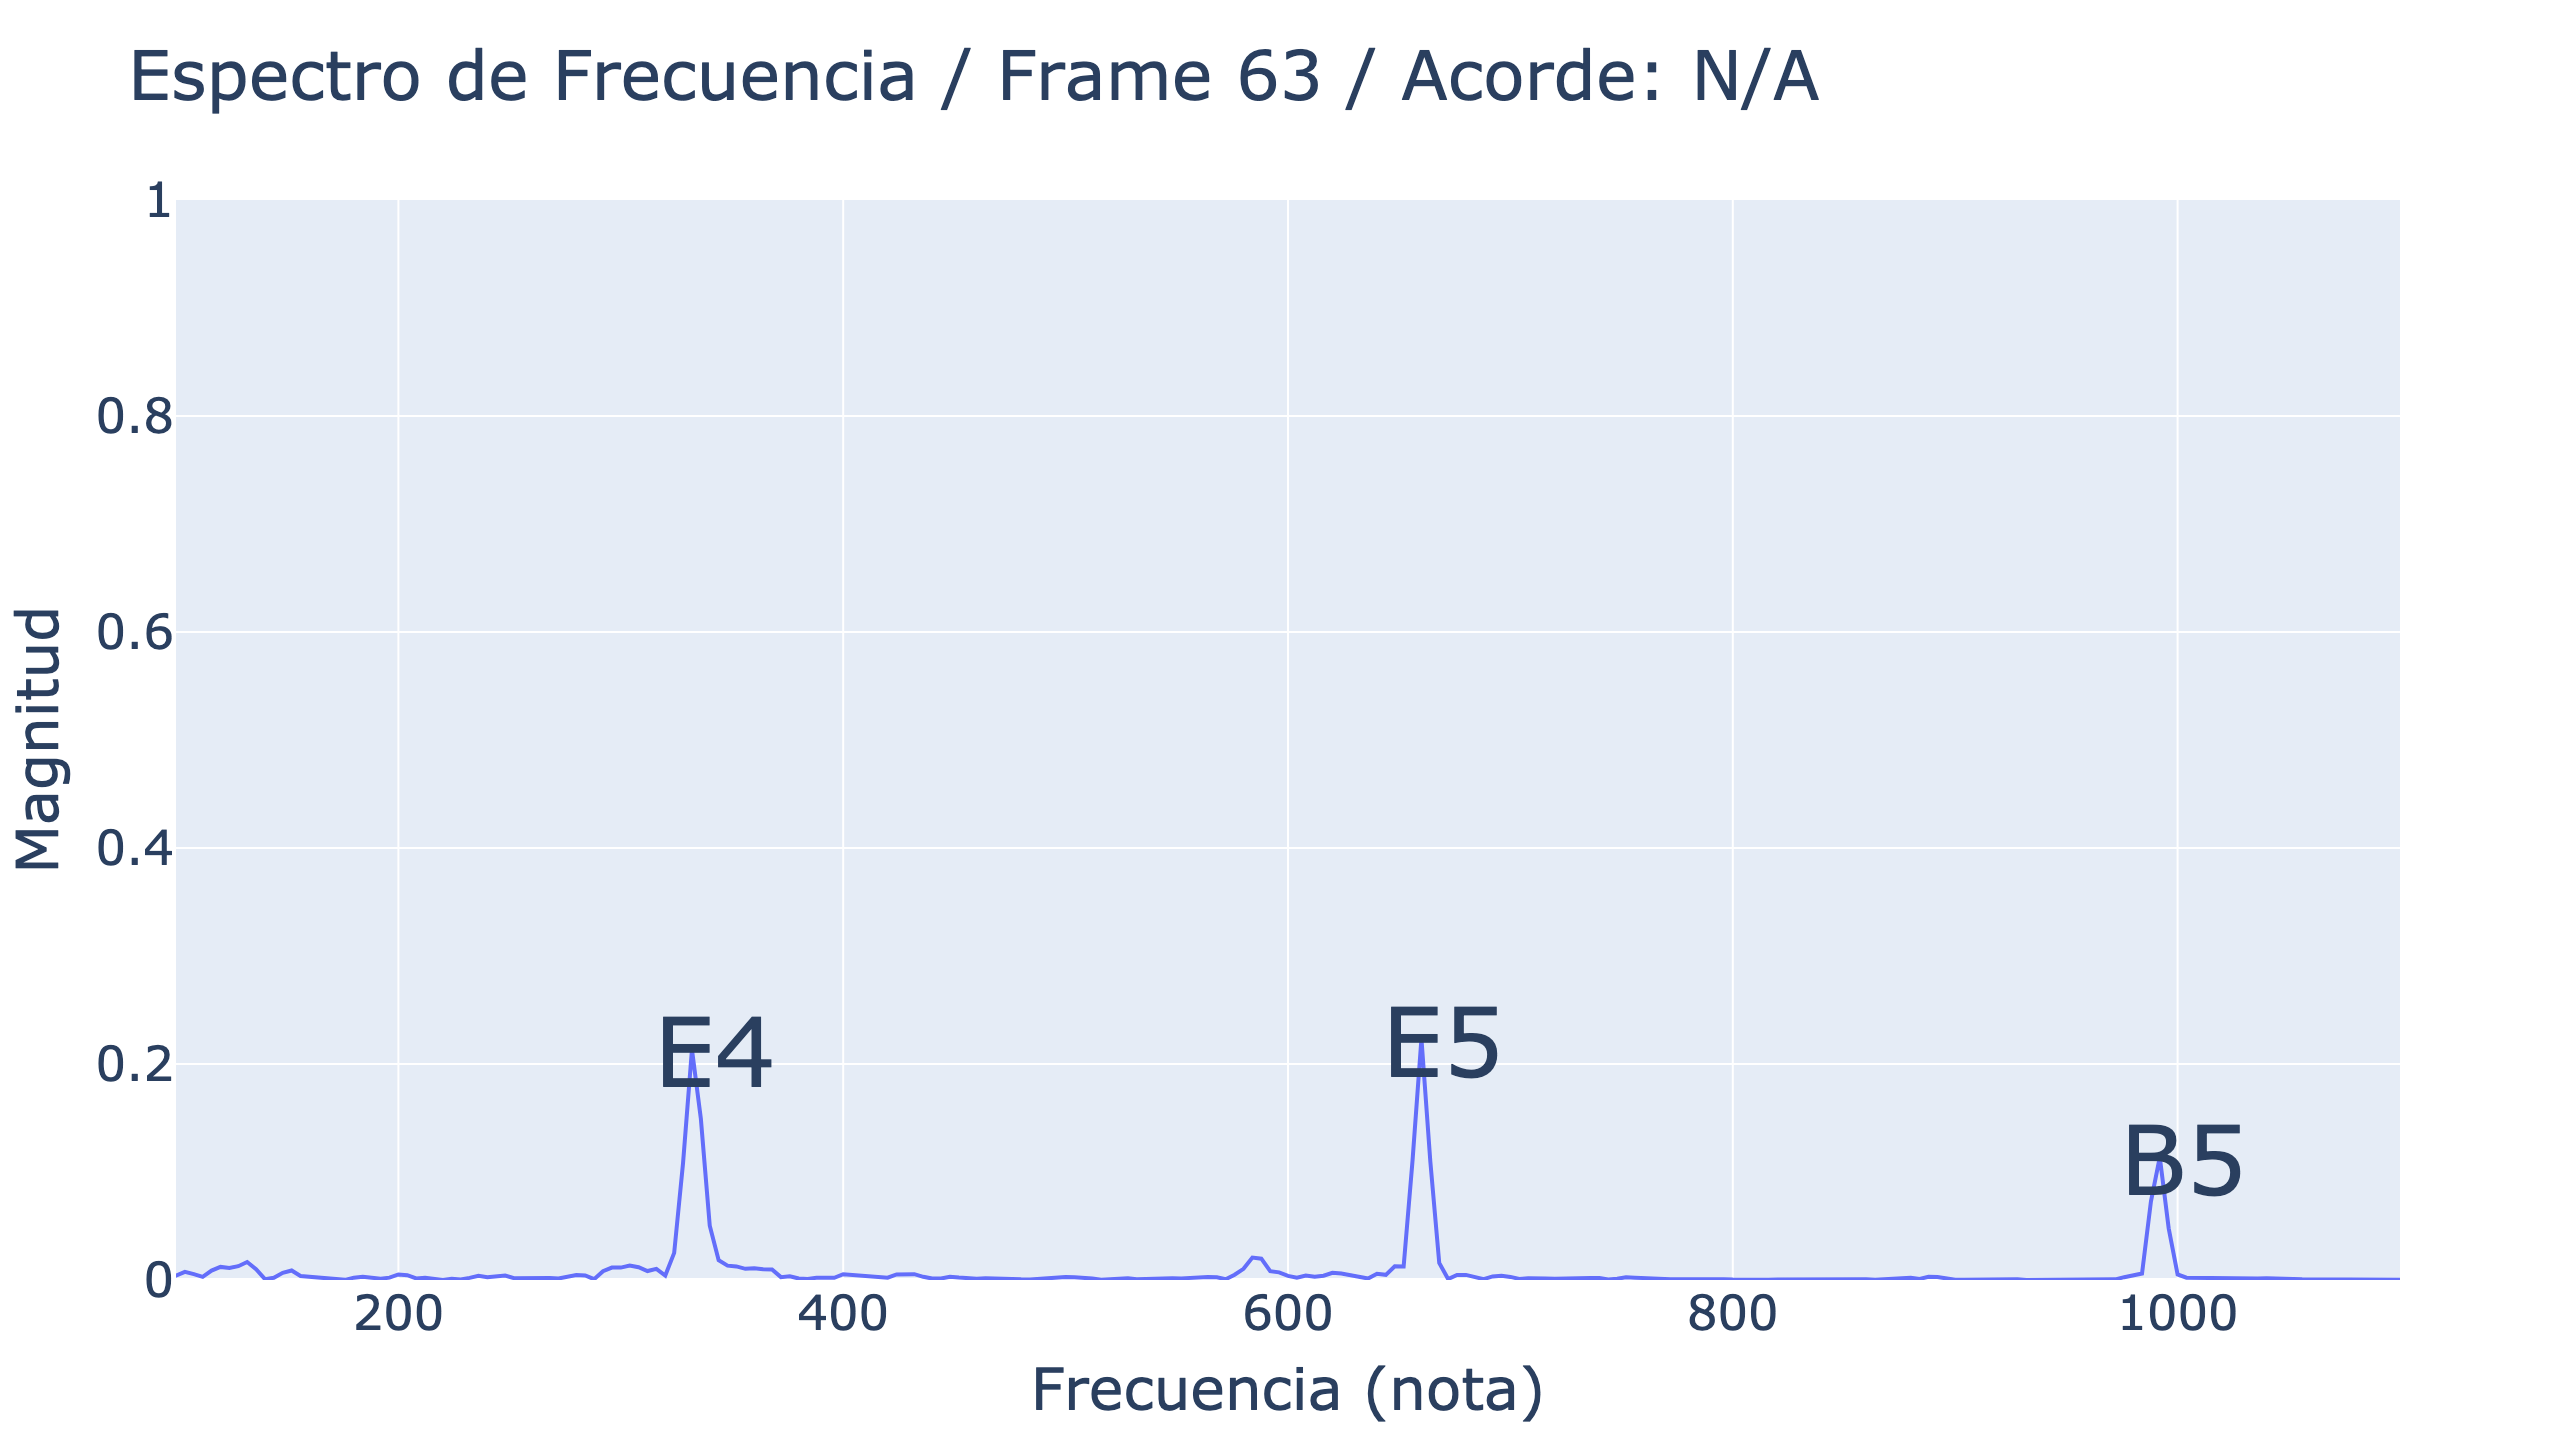 Espectro de Frecuencia / Frame 63 / Acorde: N/A
1
0.8
0.6
0.4
0.2
0
Magnitud
E4
E5
B5
200 400 600 800 1000
Frecuencia (nota)